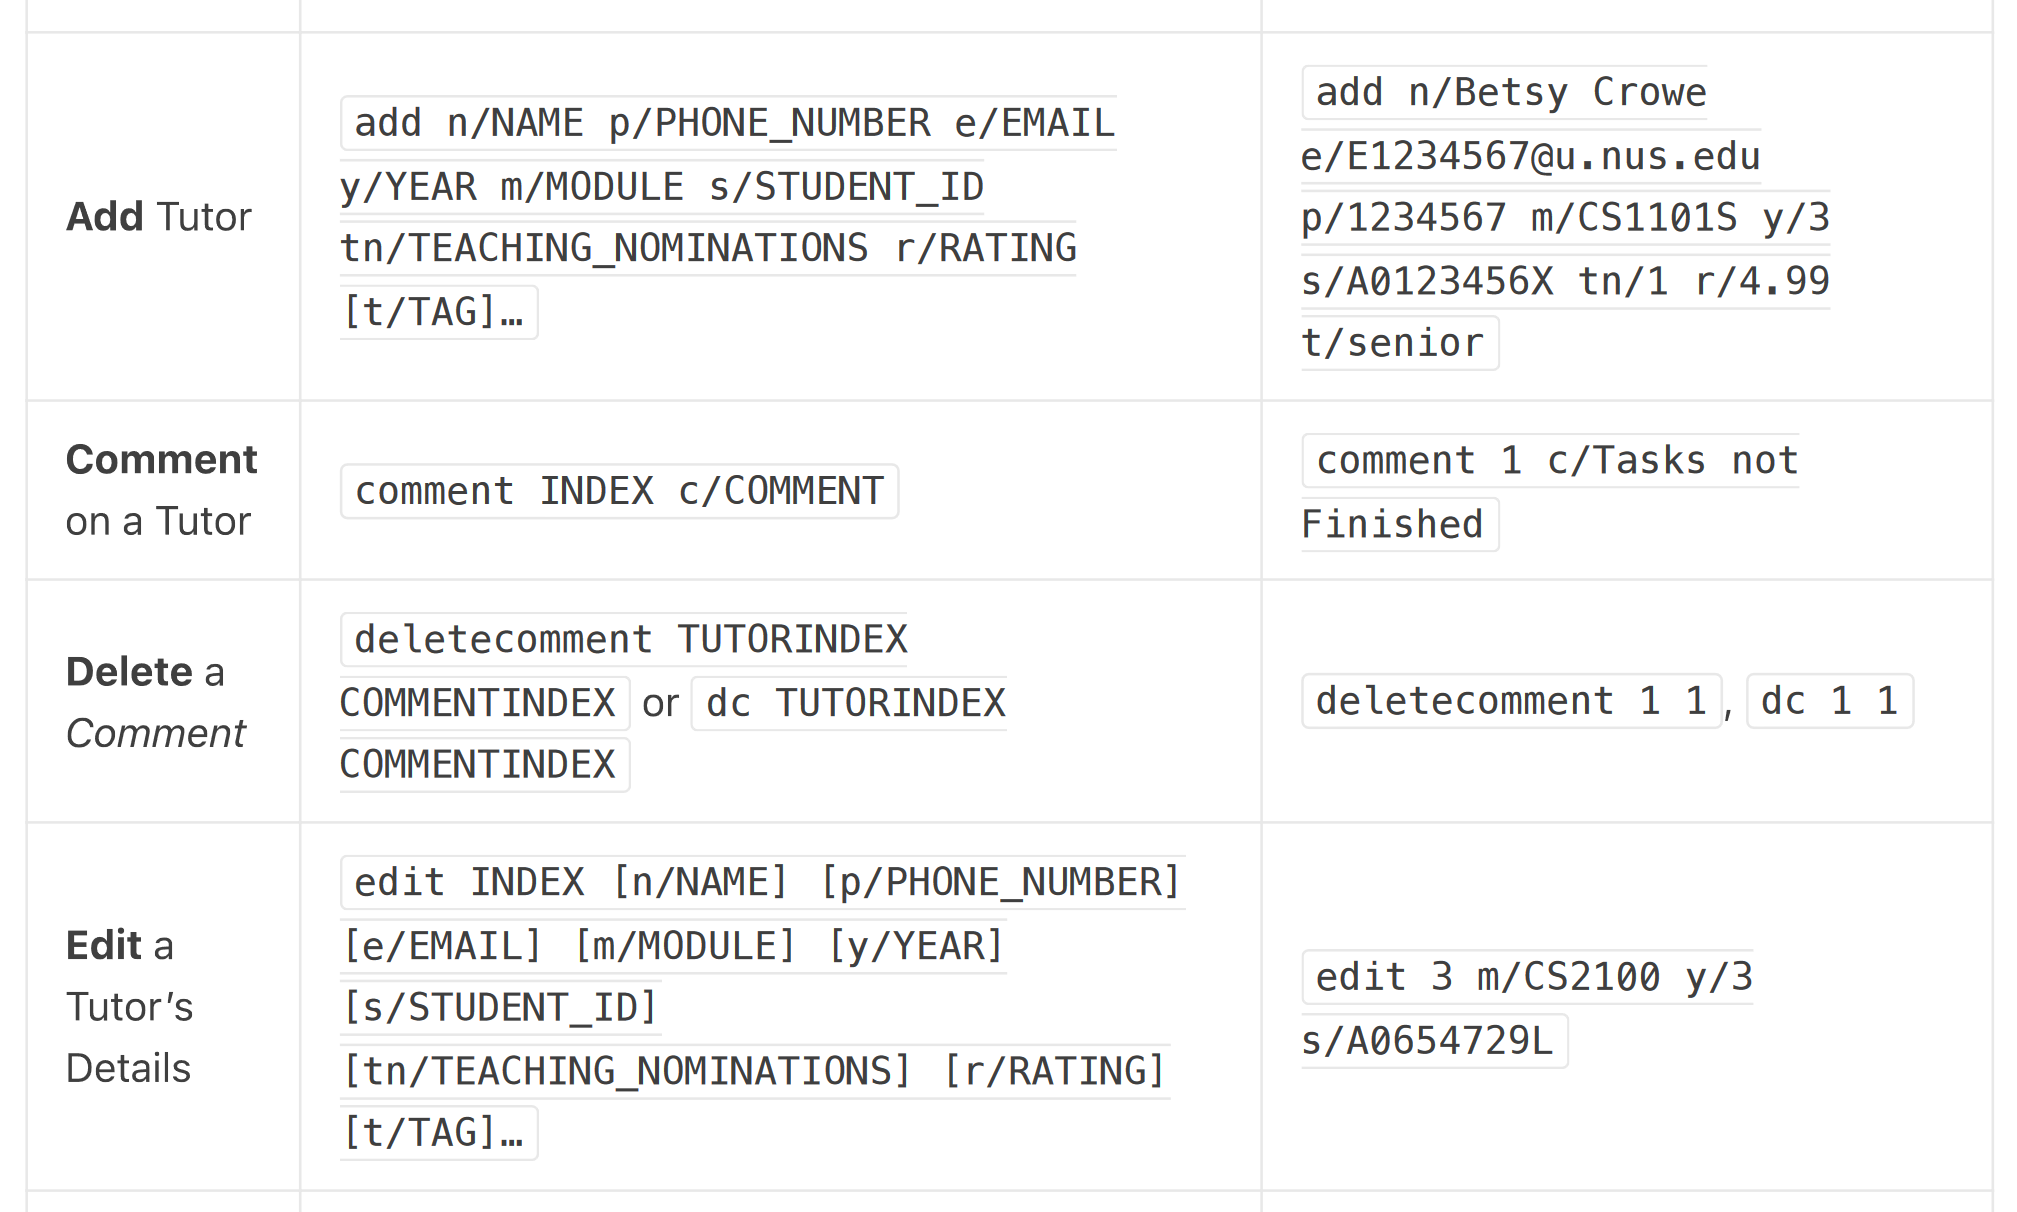 Add Tutor
add n/NAME p/PHONE_NUMBER e/EMAIL
y/YEAR m/MODULE s/STUDENT_ID
tn/TEACHING_NOMINATIONS r/RATING
[t/TAG]…
add n/Betsy Crowe
e/E1234567@u.nus.edu
p/1234567 m/CS1101S y/3
s/A0123456X tn/1 r/4.99
t/senior
Comment
on a Tutor
comment INDEX c/COMMENT
comment 1 c/Tasks not
Finished
Delete a
Comment
deletecomment TUTORINDEX
COMMENTINDEX or dc TUTORINDEX
COMMENTINDEX
deletecomment 1 1, dc 1 1
Edit a
Tutor’s
Details
edit INDEX [n/NAME] [p/PHONE_NUMBER]
[e/EMAIL] [m/MODULE] [y/YEAR]
[s/STUDENT_ID]
[tn/TEACHING_NOMINATIONS] [r/RATING]
[t/TAG]…
edit 3 m/CS2100 y/3
s/A0654729L